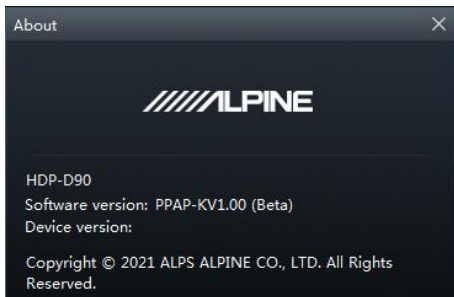 About
ALPINE
HDP-D90
Software version: PPAP-KV1.00 (Beta)
Device version:
Copyright © 2021 ALPS ALPINE CO., LTD. All Rights
Reserved.